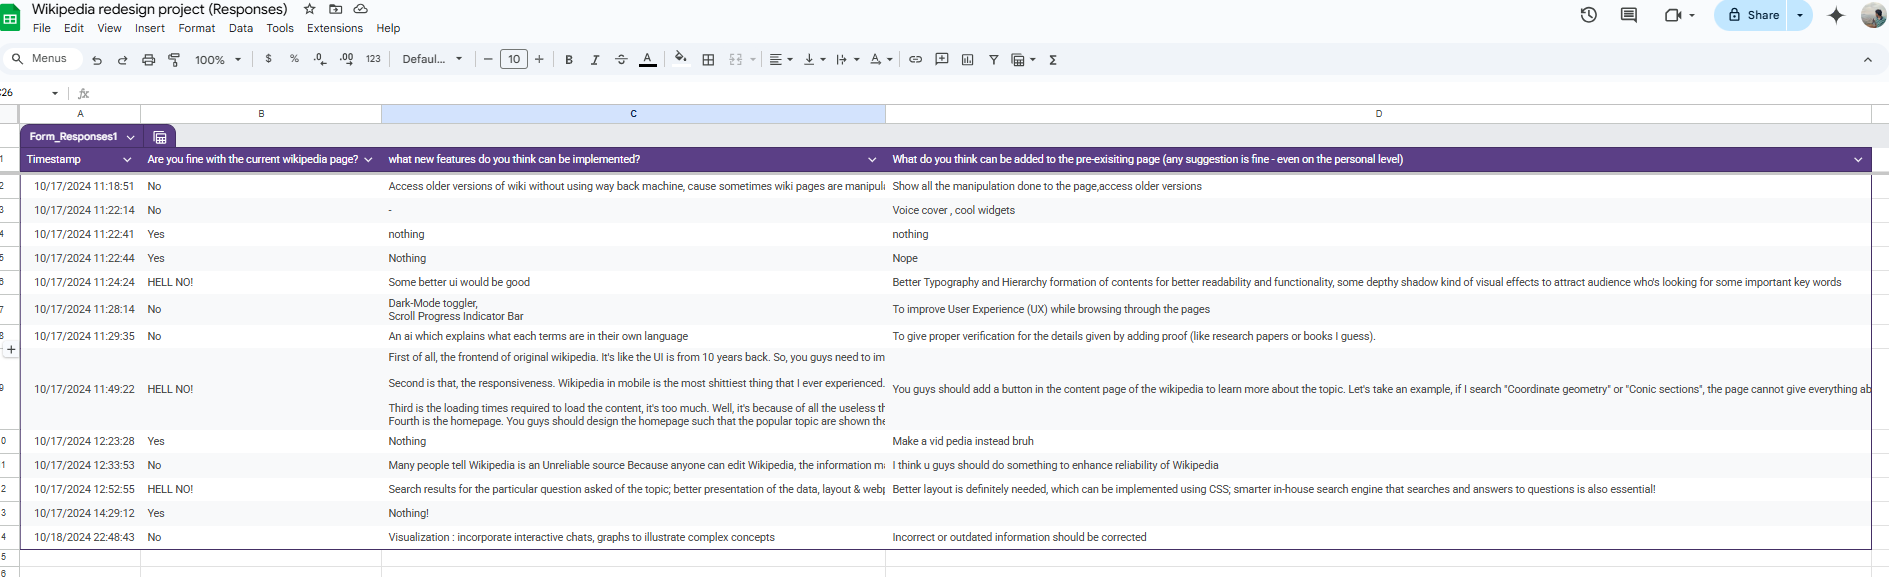 Wikipedia redesign project (Responses)
File Edit View Insert Format Data Tools Extensions Help
Share
Menus 100% $ % .0 .00 123 Defaul... 10 B I A
26 fx
A B C D
Form_Responses1
1 Timestamp Are you fine with the current wikipedia page? what new features do you think can be implemented? What do you think can be added to the pre-exisiting page (any suggestion is fine - even on the personal level)
2 10/17/2024 11:18:51 No Access older versions of wiki without using way back machine, cause sometimes wiki pages are manipul Show all the manipulation done to the page,access older versions
3 10/17/2024 11:22:14 No - Voice cover , cool widgets
4 10/17/2024 11:22:41 Yes nothing nothing
5 10/17/2024 11:22:44 Yes Nothing Nope
6 10/17/2024 11:24:24 HELL NO! Some better ui would be good Better Typography and Hierarchy formation of contents for better readability and functionality, some depthy shadow kind of visual effects to attract audience who's looking for some important key words
7 10/17/2024 11:28:14 No Dark-Mode toggler,
Scroll Progress Indicator Bar To improve User Experience (UX) while browsing through the pages
8 10/17/2024 11:29:35 No An ai which explains what each terms are in their own language To give proper verification for the details given by adding proof (like research papers or books I guess).
First of all, the frontend of original wikipedia. It's like the UI is from 10 years back. So, you guys need to im
Second is that, the responsiveness. Wikipedia in mobile is the most shittiest thing that I ever experienced.
9 10/17/2024 11:49:22 HELL NO! You guys should add a button in the content page of the wikipedia to learn more about the topic. Let's take an example, if I search "Coordinate geometry" or "Conic sections", the page cannot give everything ab
Third is the loading times required to load the content, it's too much. Well, it's because of all the useless th
Fourth is the homepage. You guys should design the homepage such that the popular topic are shown the
0 10/17/2024 12:23:28 Yes Nothing Make a vid pedia instead bruh
1 10/17/2024 12:33:53 No Many people tell Wikipedia is an Unreliable source Because anyone can edit Wikipedia, the information ma I think u guys should do something to enhance reliability of Wikipedia
2 10/17/2024 12:52:55 HELL NO! Search results for the particular question asked of the topic; better presentation of the data, layout & webp Better layout is definitely needed, which can be implemented using CSS; smarter in-house search engine that searches and answers to questions is also essential!
3 10/17/2024 14:29:12 Yes Nothing!
4 10/18/2024 22:48:43 No Visualization : incorporate interactive chats, graphs to illustrate complex concepts Incorrect or outdated information should be corrected
5
6